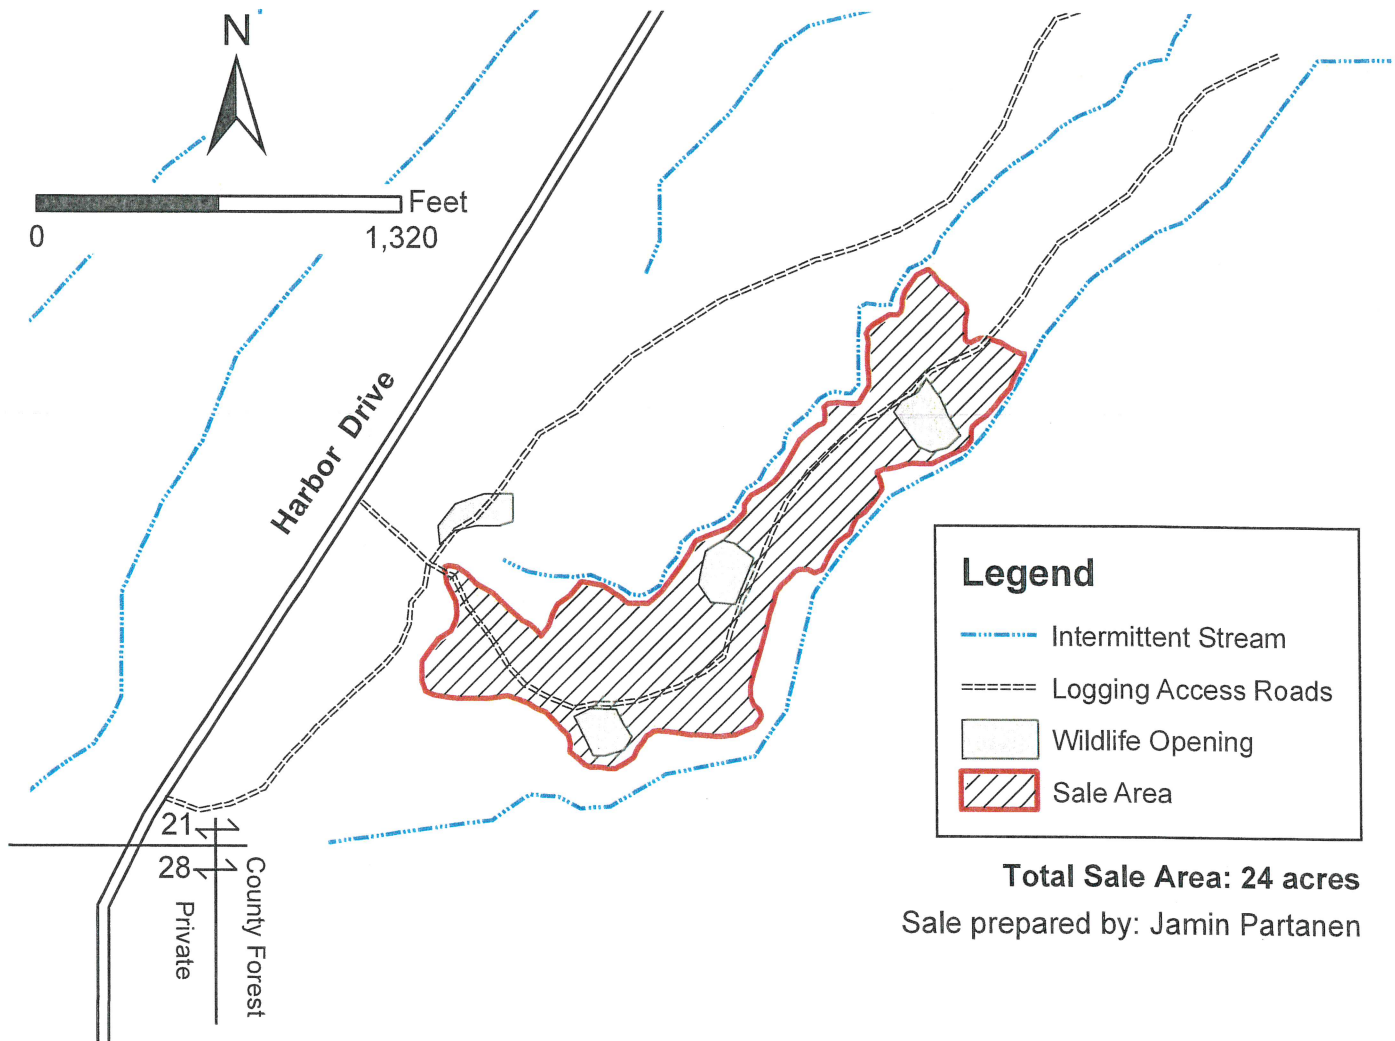 N
Feet
0 1,320
Harbor Drive
Legend
Intermittent Stream
Logging Access Roads
Wildlife Opening
Sale Area
21
28
County Forest
Private
Total Sale Area: 24 acres
Sale prepared by: Jamin Partanen